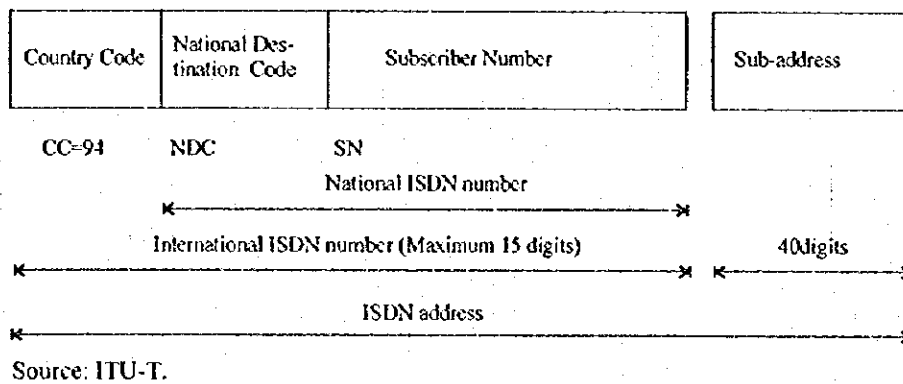 Country Code
National Des-
tination Code
Subscriber Number
Sub-address
CC=94 NDC SN
National ISDN number
International ISDN number (Maximum 15 digits) 40digits
ISDN address
Source: ITU-T.